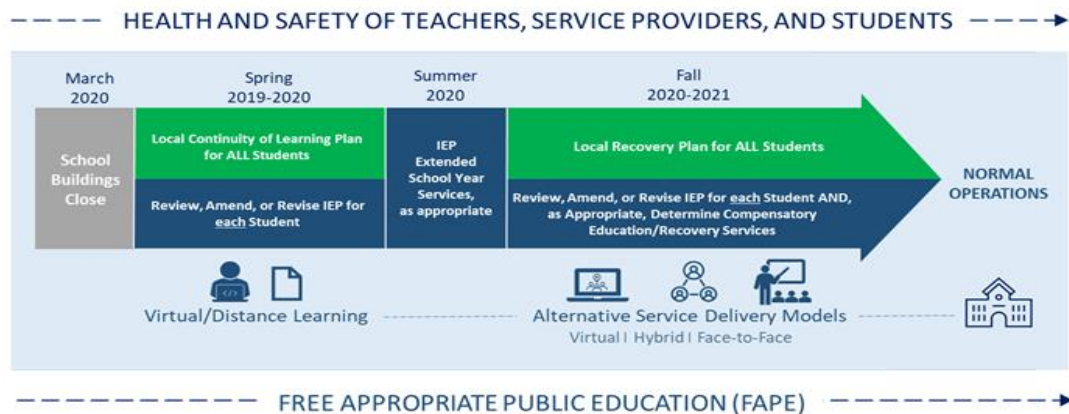 HEALTH AND SAFETY OF TEACHERS, SERVICE PROVIDERS, AND STUDENTS
March
2020
Spring
2019-2020
Summer
2020
Fall
2020-2021
School
Buildings
Close
Local Continuity of Learning Plan
for ALL Students
Review, Amend, or Revise IEP for
each Student
IEP
Extended
School Year
Services,
as appropriate
Local Recovery Plan for ALL Students
Review, Amend, or Revise IEP for each Student AND,
as Appropriate, Determine Compensatory
Education/Recovery Services
NORMAL
OPERATIONS
Virtual/Distance Learning
Alternative Service Delivery Models
Virtual I Hybrid I Face-to-Face
FREE APPROPRIATE PUBLIC EDUCATION (FAPE)